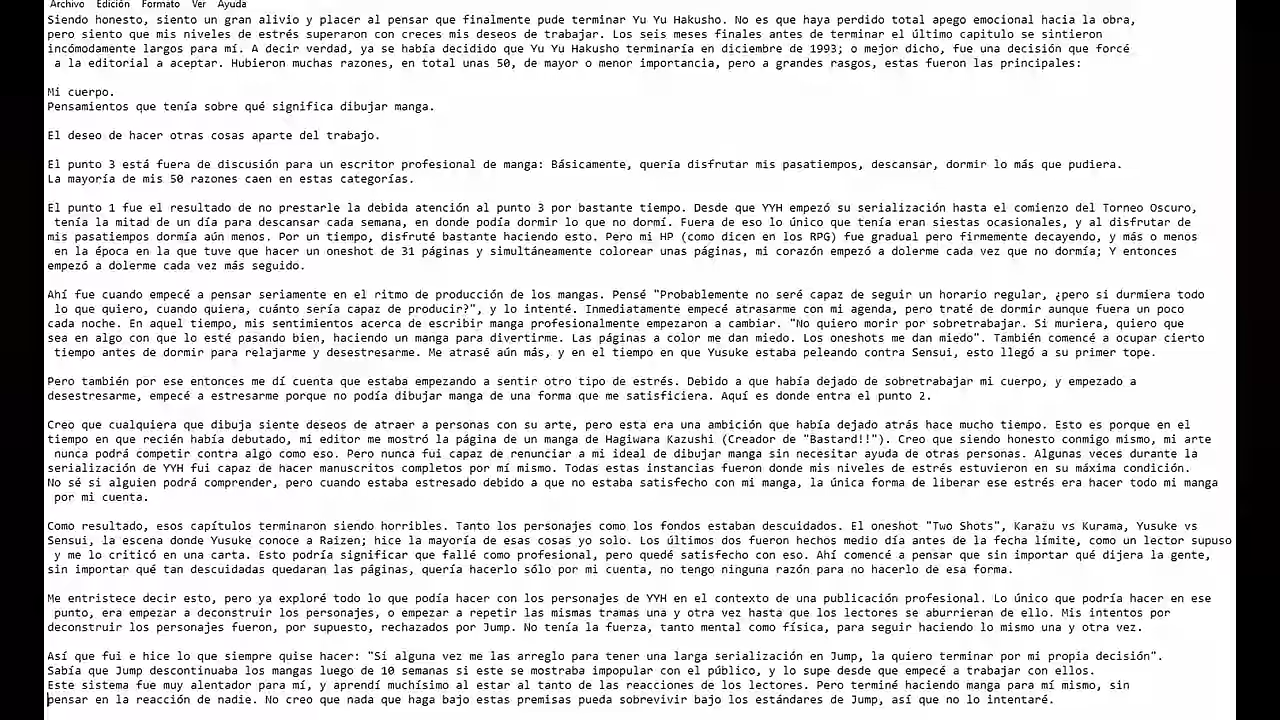 Archivo Edición Formato Ver Ayuda
Siendo honesto, siento un gran alivio y placer al pensar que finalmente pude terminar Yu Yu Hakusho. No es que haya perdido total apego emocional hacia la obra,
pero siento que mis niveles de estrés superaron con creces mis deseos de trabajar. Los seis meses finales antes de terminar el último capitulo se sintieron
incómodamente largos para mí. A decir verdad, ya se había decidido que Yu Yu Hakusho terminaría en diciembre de 1993; o mejor dicho, fue una decisión que forcé
a la editorial a aceptar. Hubieron muchas razones, en total unas 50, de mayor o menor importancia, pero a grandes rasgos, estas fueron las principales:
Mi cuerpo.
Pensamientos que tenía sobre qué significa dibujar manga.
El deseo de hacer otras cosas aparte del trabajo.
El punto 3 está fuera de discusión para un escritor profesional de manga: Básicamente, quería disfrutar mis pasatiempos, descansar, dormir lo más que pudiera.
La mayoría de mis 50 razones caen en estas categorías.
El punto 1 fue el resultado de no prestarle la debida atención al punto 3 por bastante tiempo. Desde que YYH empezó su serialización hasta el comienzo del Torneo Oscuro,
tenía la mitad de un día para descansar cada semana, en donde podía dormir lo que no dormí. Fuera de eso lo único que tenía eran siestas ocasionales, y al disfrutar de
mis pasatiempos dormía aún menos. Por un tiempo, disfruté bastante haciendo esto. Pero mi HP (como dicen en los RPG) fue gradual pero firmemente decayendo, y más o menos
en la época en la que tuve que hacer un oneshot de 31 páginas y simultáneamente colorear unas páginas, mi corazón empezó a dolerme cada vez que no dormía; Y entonces
empezó a dolerme cada vez más seguido.
Ahí fue cuando empecé a pensar seriamente en el ritmo de producción de los mangas. Pensé "Probablemente no seré capaz de seguir un horario regular, ¿pero si durmiera todo
lo que quiero, cuando quiera, cuánto sería capaz de producir?", y lo intenté. Inmediatamente empecé atrasarme con mi agenda, pero traté de dormir aunque fuera un poco
cada noche. En aquel tiempo, mis sentimientos acerca de escribir manga profesionalmente empezaron a cambiar. "No quiero morir por sobretrabajar. Si muriera, quiero que
sea en algo con que lo esté pasando bien, haciendo un manga para divertirme. Las páginas a color me dan miedo. Los oneshots me dan miedo". También comencé a ocupar cierto
tiempo antes de dormir para relajarme y desestresarme. Me atrasé aún más, y en el tiempo en que Yusuke estaba peleando contra Sensui, esto llegó a su primer tope.
Pero también por ese entonces me dí cuenta que estaba empezando a sentir otro tipo de estrés. Debido a que había dejado de sobretrabajar mi cuerpo, y empezado a
desestresarme, empecé a estresarme porque no podía dibujar manga de una forma que me satisficiera. Aquí es donde entra el punto 2.
Creo que cualquiera que dibuja siente deseos de atraer a personas con su arte, pero esta era una ambición que había dejado atrás hace mucho tiempo. Esto es porque en el
tiempo en que recién había debutado, mi editor me mostró la página de un manga de Hagiwara Kazushi (Creador de "Bastard!!"). Creo que siendo honesto conmigo mismo, mi arte
nunca podrá competir contra algo como eso. Pero nunca fui capaz de renunciar a mi ideal de dibujar manga sin necesitar ayuda de otras personas. Algunas veces durante la
serialización de YYH fui capaz de hacer manuscritos completos por mí mismo. Todas estas instancias fueron donde mis niveles de estrés estuvieron en su máxima condición.
No sé si alguien podrá comprender, pero cuando estaba estresado debido a que no estaba satisfecho con mi manga, la única forma de liberar ese estrés era hacer todo mi manga
por mi cuenta.
Como resultado, esos capítulos terminaron siendo horribles. Tanto los personajes como los fondos estaban descuidados. El oneshot "Two Shots", Karazu vs Kurama, Yusuke vs
Sensui, la escena donde Yusuke conoce a Raizen; hice la mayoría de esas cosas yo solo. Los últimos dos fueron hechos medio día antes de la fecha límite, como un lector supuso
y me lo criticó en una carta. Esto podría significar que fallé como profesional, pero quedé satisfecho con eso. Ahí comencé a pensar que sin importar qué dijera la gente,
sin importar qué tan descuidadas quedaran las páginas, quería hacerlo sólo por mi cuenta, no tengo ninguna razón para no hacerlo de esa forma.
Me entristece decir esto, pero ya exploré todo lo que podía hacer con los personajes de YYH en el contexto de una publicación profesional. Lo único que podría hacer en ese
punto, era empezar a deconstruir los personajes, o empezar a repetir las mismas tramas una y otra vez hasta que los lectores se aburrieran de ello. Mis intentos por
deconstruir los personajes fueron, por supuesto, rechazados por Jump. No tenía la fuerza, tanto mental como física, para seguir haciendo lo mismo una y otra vez.
Así que fui e hice lo que siempre quise hacer: "Si alguna vez me las arreglo para tener una larga serialización en Jump, la quiero terminar por mi propia decisión".
Sabía que Jump descontinuaba los mangas luego de 10 semanas si este se mostraba impopular con el público, y lo supe desde que empecé a trabajar con ellos.
Este sistema fue muy alentador para mí, y aprendí muchísimo al estar al tanto de las reacciones de los lectores. Pero terminé haciendo manga para mí mismo, sin
pensar en la reacción de nadie. No creo que nada que haga bajo estas premisas pueda sobrevivir bajo los estándares de Jump, así que no lo intentaré.